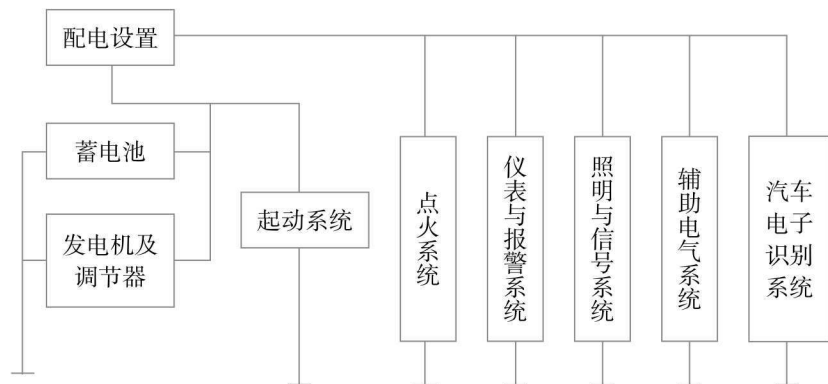 配电设置
蓄电池
发电机及
调节器
起动系统
点火系统
仪表与报警系统
照明与信号系统
辅助电气系统
汽车
电子
识别
系统